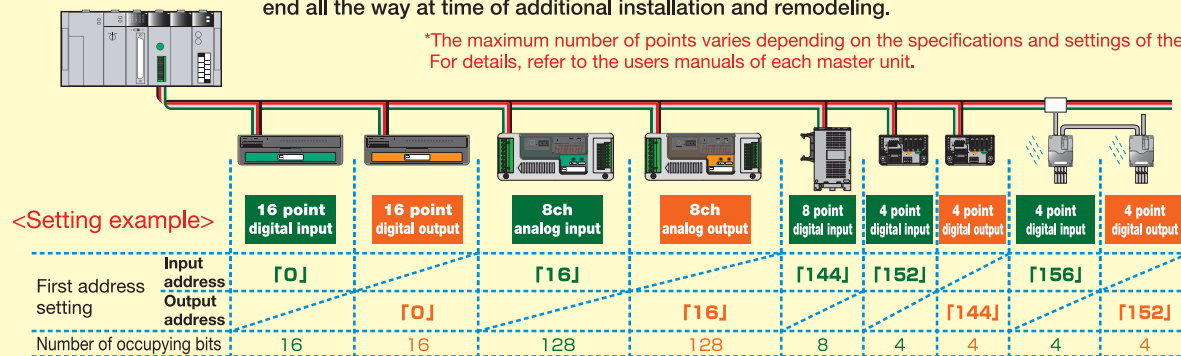 end all the way at time of additional installation and remodeling.
*The maximum number of points varies depending on the specifications and settings of the
For details, refer to the users manuals of each master unit.
<Setting example>
16 point digital input
16 point digital output
8ch analog input
8ch analog output
8 point digital input
4 point digital input
4 point digital output
4 point digital input
4 point digital output
First address setting
Input address 「0」 「16」 「144」 「152」 「156」
Output address 「0」 「16」 「144」 「152」
Number of occupying bits 16 16 128 128 8 4 4 4 4